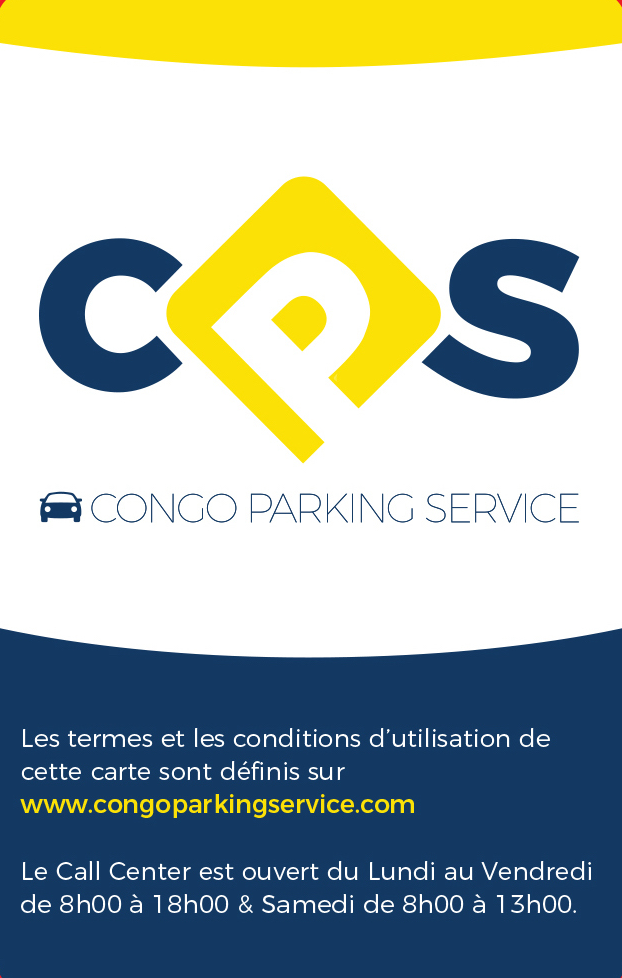 CPS
CONGO PARKING SERVICE
Les termes et les conditions d’utilisation de
cette carte sont définis sur
www.congoparkingservice.com
Le Call Center est ouvert du Lundi au Vendredi
de 8h00 à 18h00 & Samedi de 8h00 à 13h00.